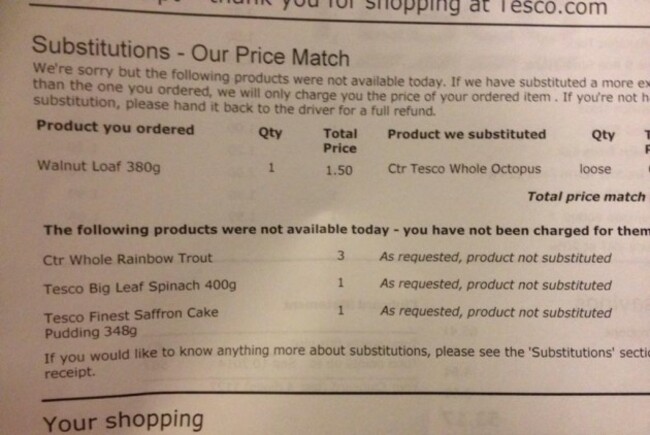 thank you for shopping at Tesco.com
Substitutions - Our Price Match
We're sorry but the following products were not available today. If we have substituted a more
than the one you ordered, we will only charge you the price of your ordered item . If you're not
substitution, please hand it back to the driver for a full refund.
Product you ordered Qty Total Price Product we substituted Qty
Walnut Loaf 380g 1 1.50 Ctr Tesco Whole Octopus loose
Total price match
The following products were not available today - you have not been charged for them
Ctr Whole Rainbow Trout 3 As requested, product not substituted
Tesco Big Leaf Spinach 400g 1 As requested, product not substituted
Tesco Finest Saffron Cake 1 As requested, product not substituted
Pudding 348g
If you would like to know anything more about substitutions, please see the 'Substitutions'
receipt.
Your shopping